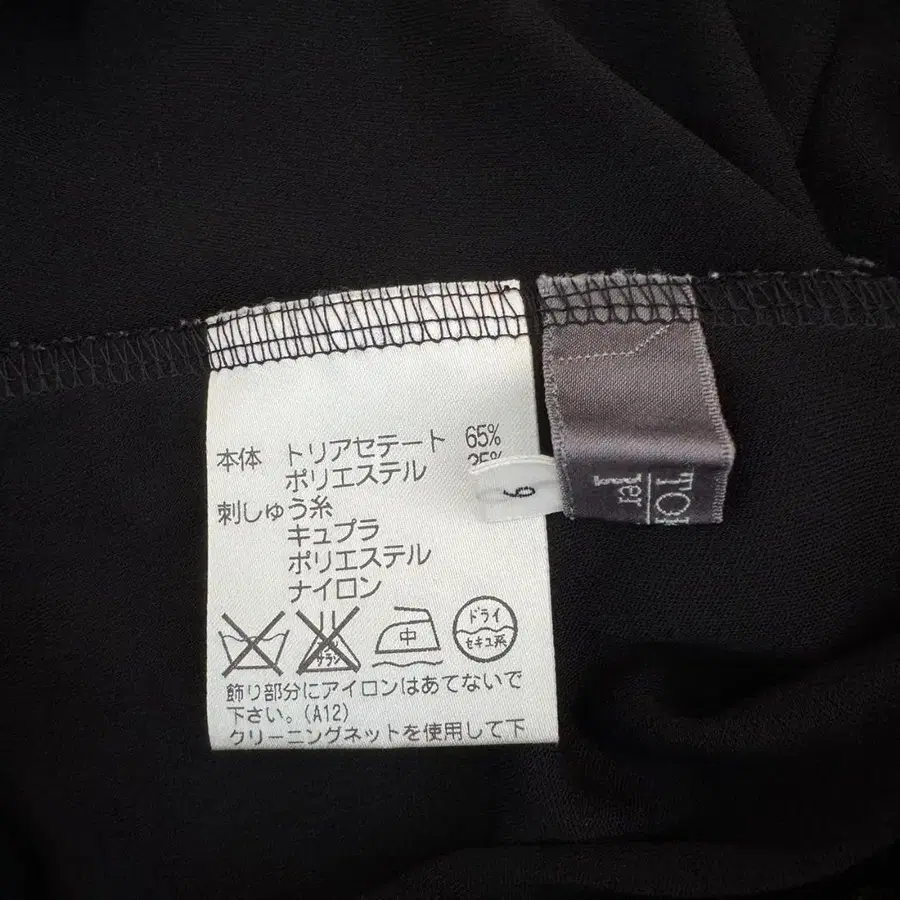 本体 トリアセテート 65%
ポリエステル 35%
刺しゅう糸
キュプラ
ポリエステル
ナイロン
中
ドライ
セキユ系
飾り部分にアイロンはあてないで
下さい。(A12)
クリーニングネットを使用して下